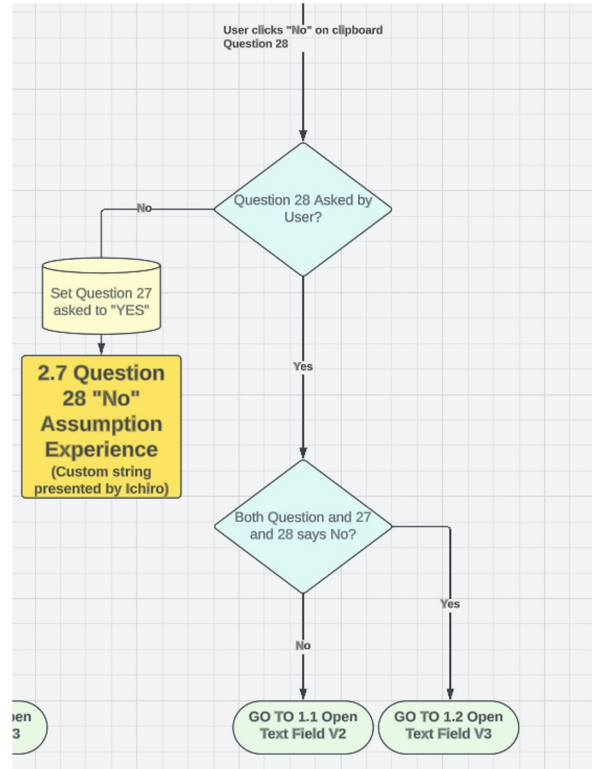 User clicks "No" on clipboard
Question 28
Question 28 Asked by
User?
No
Set Question 27
asked to "YES"
2.7 Question
28 "No"
Assumption
Experience
(Custom string
presented by Ichiro)
Yes
Both Question and 27
and 28 says No?
Yes
No
pen
3
GO TO 1.1 Open
Text Field V2
GO TO 1.2 Open
Text Field V3